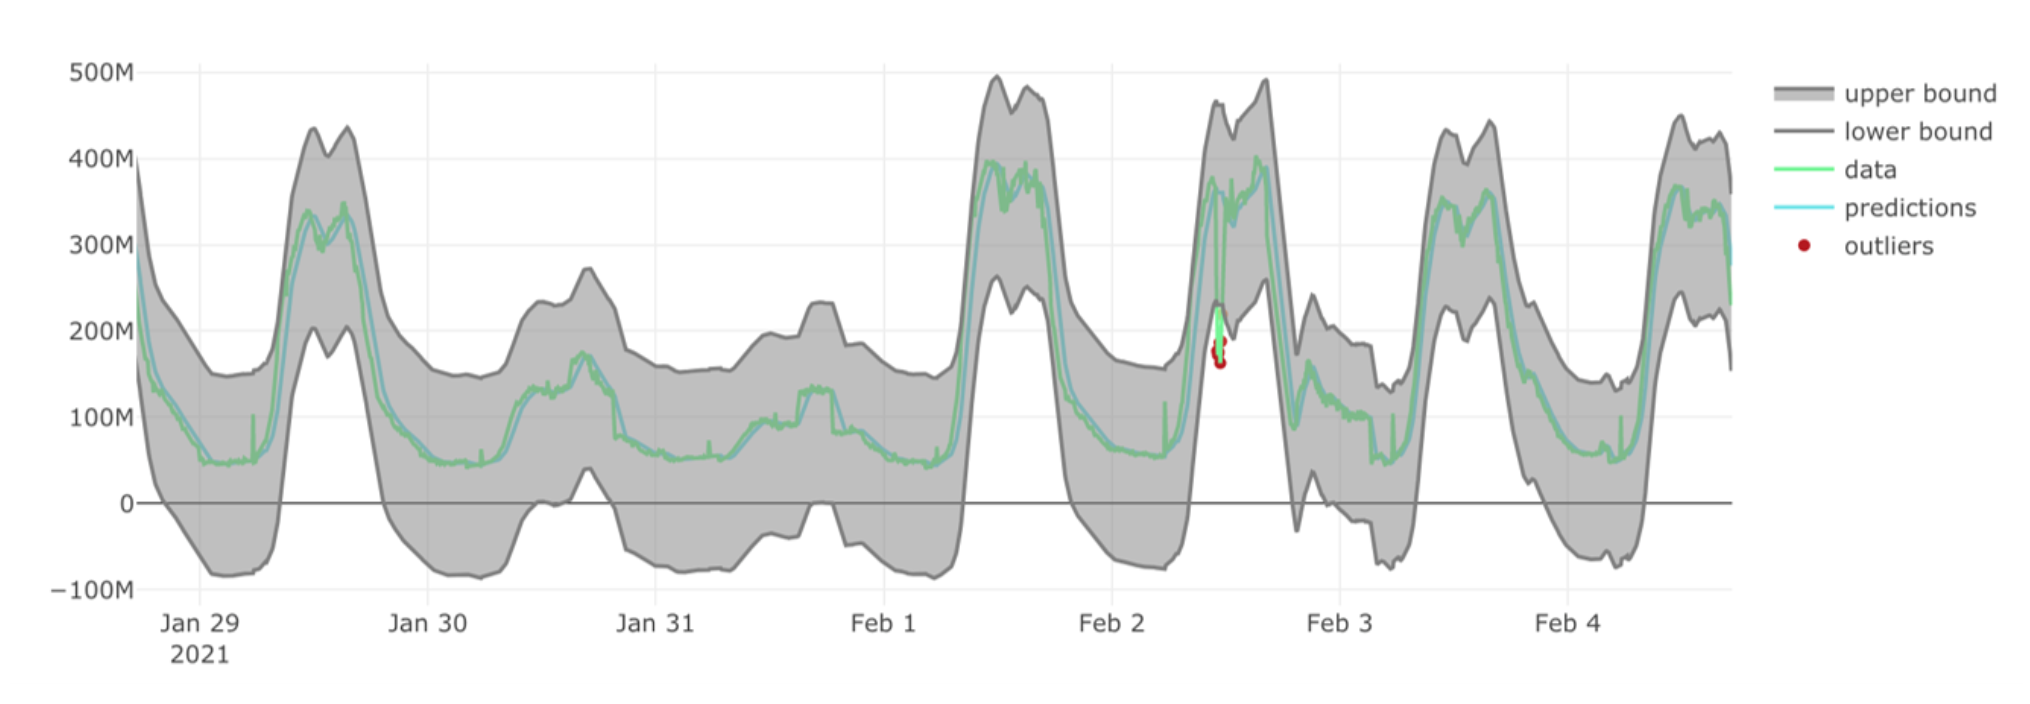 500M
400M
300M
200M
100M
0
−100M
Jan 29
2021
Jan 30
Jan 31
Feb 1
Feb 2
Feb 3
Feb 4
upper bound
lower bound
data
predictions
outliers